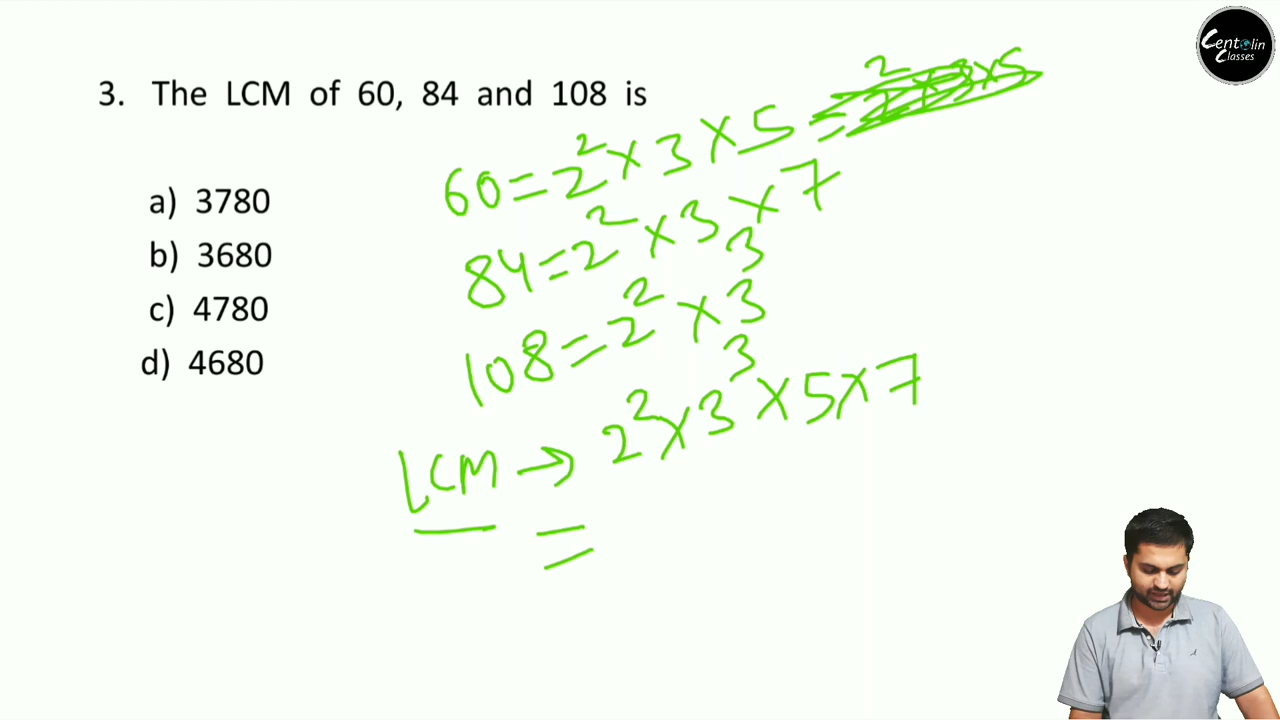 Centolin
Classes
3. The LCM of 60, 84 and 108 is
a) 3780
b) 3680
c) 4780
d) 4680
60=2²×3×5=
84=2²×3×7
108=2²×3³
LCM→2²×3³×5×7
=